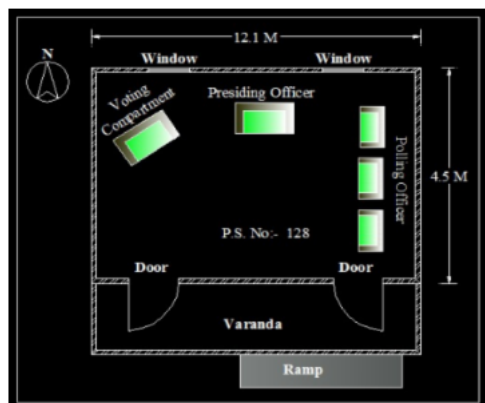 12.1 M
N
Window
Window
Voting
Compartment
Presiding Officer
Polling Officer
4.5 M
P.S. No:- 128
Door
Door
Varanda
Ramp